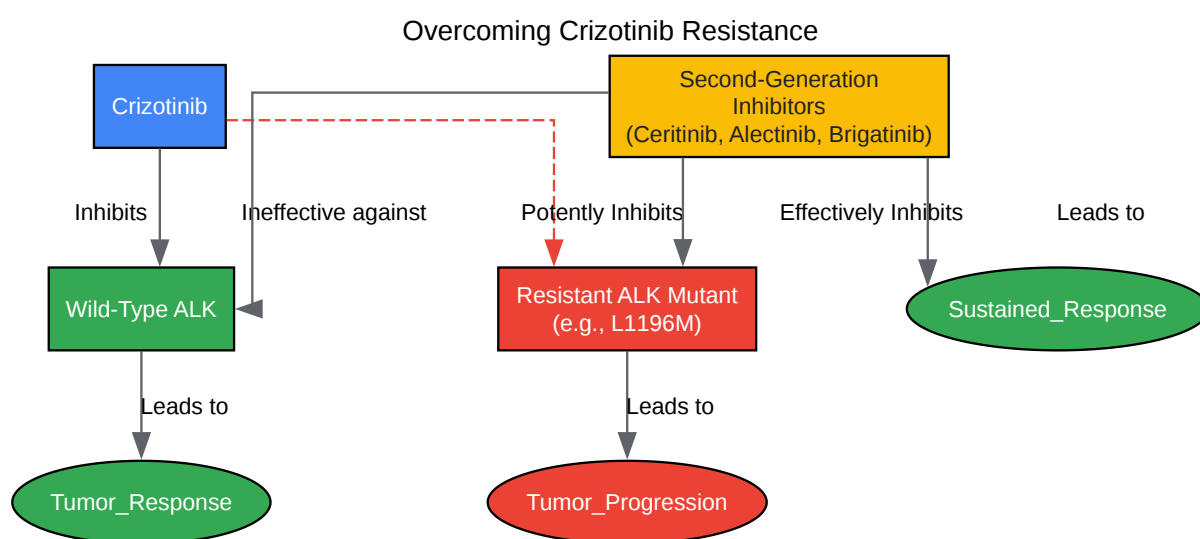 Overcoming Crizotinib Resistance
Crizotinib
Second-Generation
Inhibitors
(Ceritinib, Alectinib, Brigatinib)
Inhibits
Ineffective against
Potently Inhibits
Effectively Inhibits
Leads to
Wild-Type ALK
Resistant ALK Mutant
(e.g., L1196M)
Sustained_Response
Leads to
Leads to
Tumor_Response
Tumor_Progression